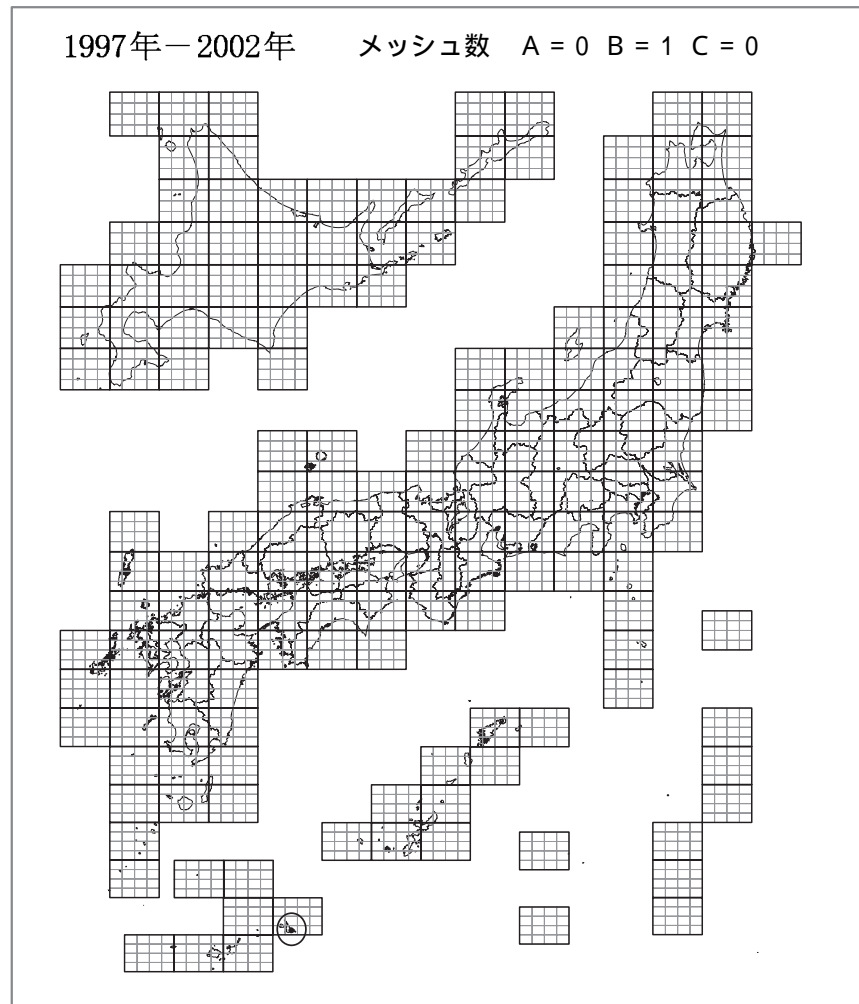 1997年－2002年 メッシュ数 A = 0 B = 1 C = 0